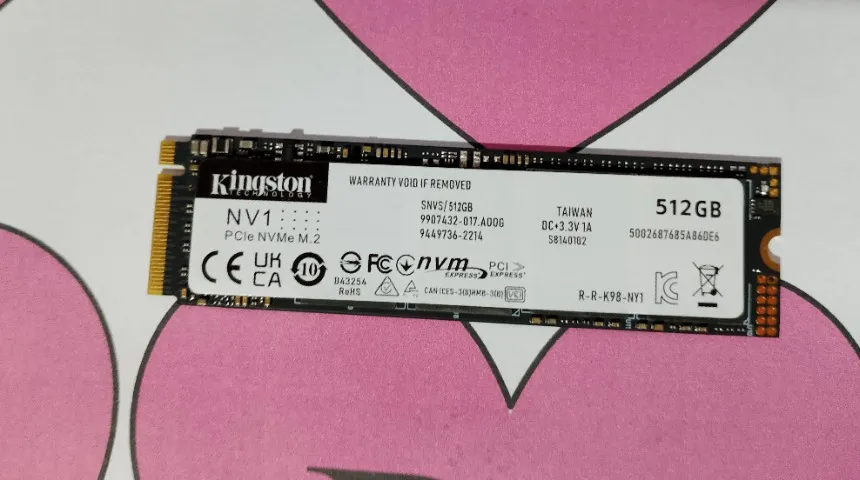 Kingston
TECHNOLOGY
WARRANTY VOID IF REMOVED
NV1
PCIe NVMe M.2
SNVS/512GB
9907432-017.A00G
9449736-2214
TAIWAN
DC+3.3V 1A
S8140102
512GB
5002687685A86DE6
CE
UK
CA
10
FC
nvm
EXPRESS
PCI
EXPRESS
D43254
RoHS
CAN ICES-3(B)/NMB-3(B)
R-R-K98-NY1